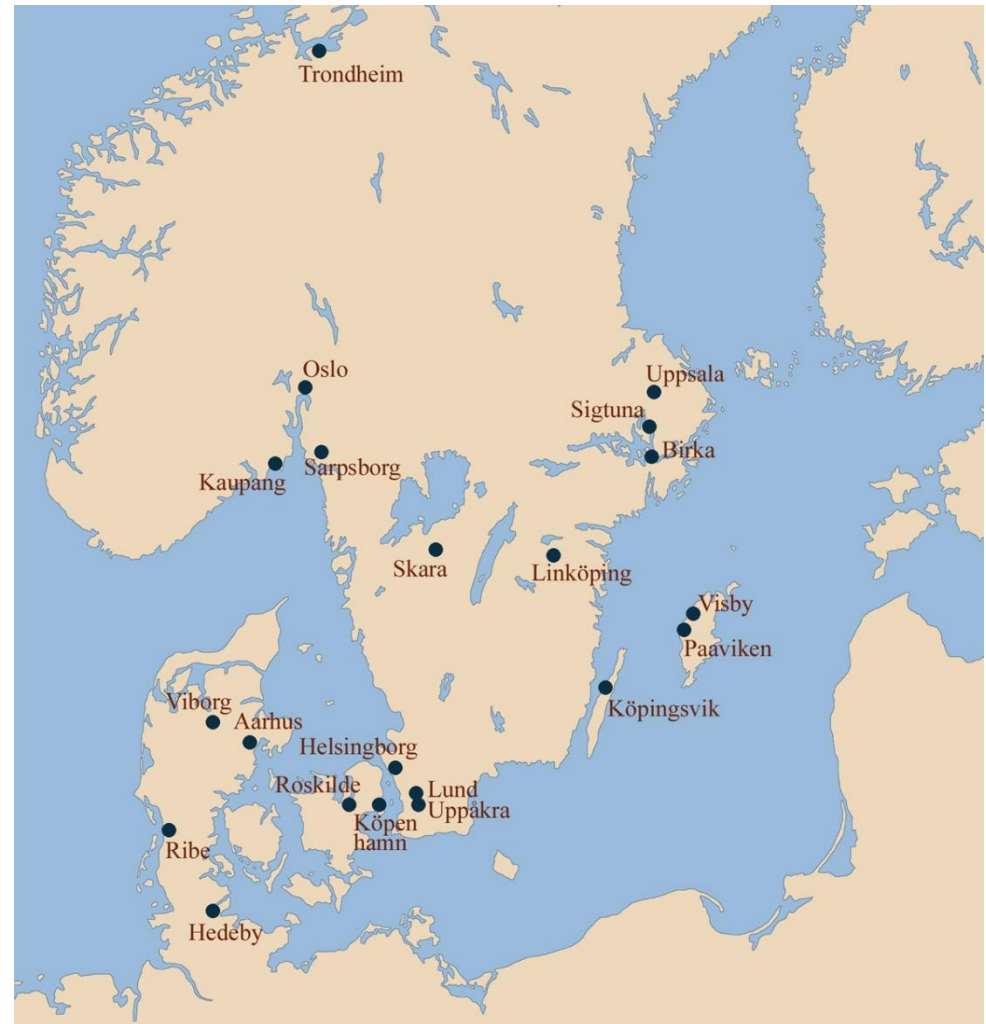 Trondheim
Oslo
Uppsala
Sigtuna
Birka
Sarpsborg
Kaupang
Skara
Linköping
Visby
Paaviken
Viborg
Köpingsvik
Aarhus
Helsingborg
Roskilde
Lund
Uppåkra
Köpen
hamn
Ribe
Hedeby